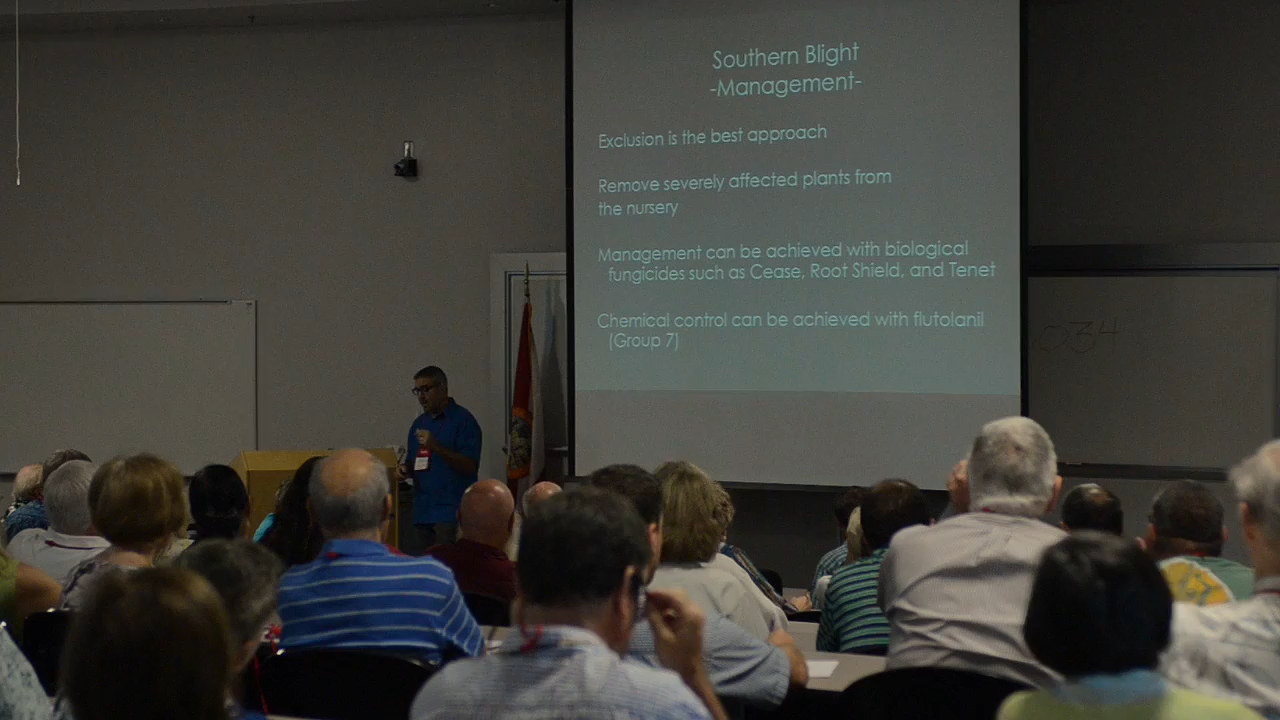 Southern Blight
-Management-
Exclusion is the best approach
Remove severely affected plants from
the nursery
Management can be achieved with biological
fungicides such as Cease, Root Shield, and Tenet
Chemical control can be achieved with flutolanil
(Group 7)
034